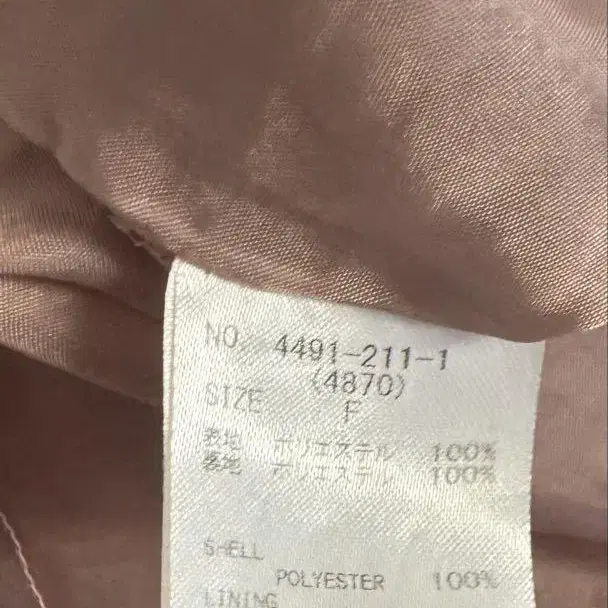 NO. 4491-211-1
(4870)
SIZE F
表地 ポリエステル 100%
裏地 ポリエステル 100%
SHELL
POLYESTER 100%
LINING